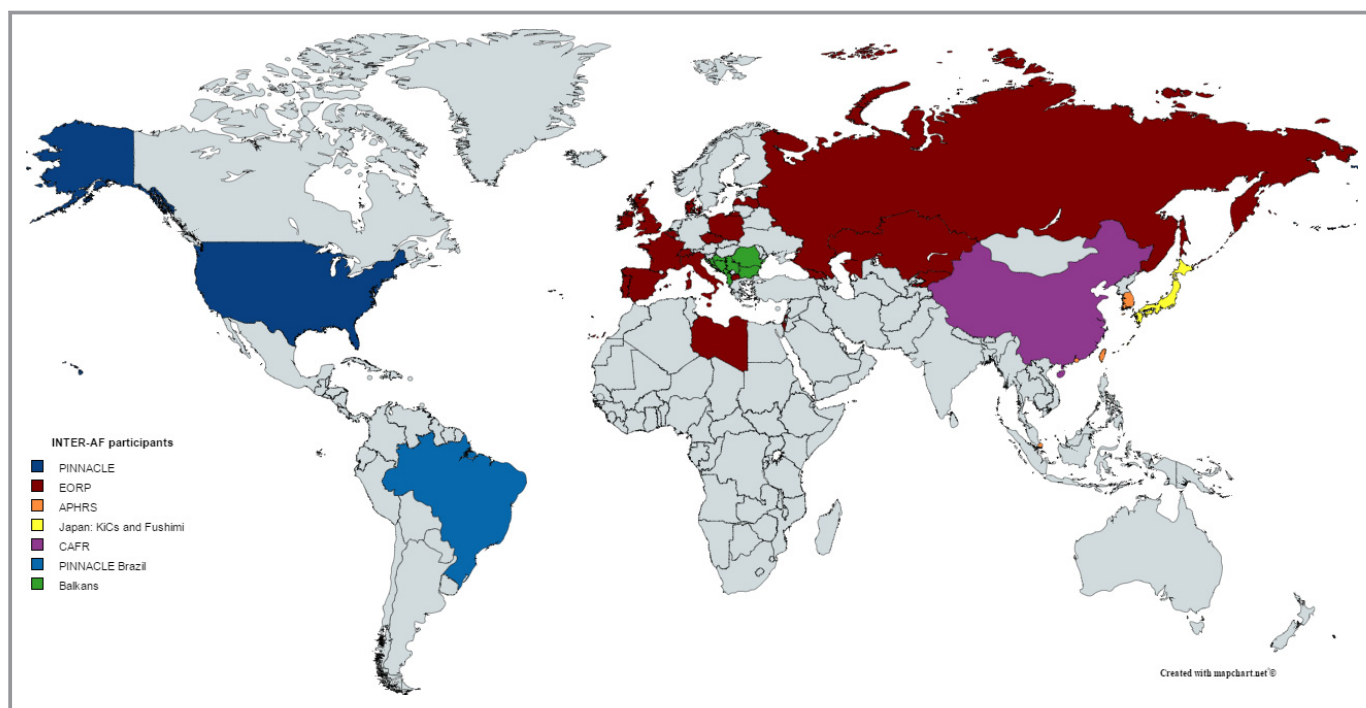 INTER-AF participants
PINNACLE
EORP
APHRS
Japan: KiCs and Fushimi
CAFR
PINNACLE Brazil
Balkans
Created with mapchart.net ©